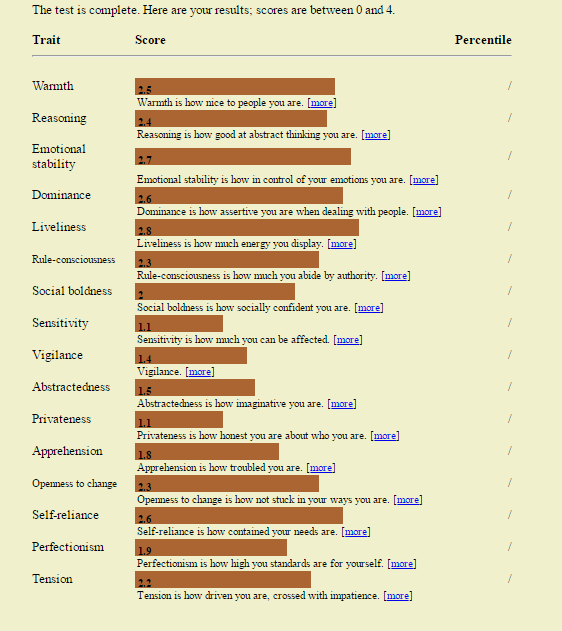 The test is complete. Here are your results; scores are between 0 and 4.
Trait Score Percentile
Warmth 2.5 /
Warmth is how nice to people you are. [more]
Reasoning 2.4 /
Reasoning is how good at abstract thinking you are. [more]
Emotional
stability 2.7 /
Emotional stability is how in control of your emotions you are. [more]
Dominance 2.6 /
Dominance is how assertive you are when dealing with people. [more]
Liveliness 2.8 /
Liveliness is how much energy you display. [more]
Rule-consciousness 2.3 /
Rule-consciousness is how much you abide by authority. [more]
Social boldness 2 /
Social boldness is how socially confident you are. [more]
Sensitivity 1.1 /
Sensitivity is how much you can be affected. [more]
Vigilance 1.4 /
Vigilance. [more]
Abstractedness 1.5 /
Abstractedness is how imaginative you are. [more]
Privateness 1.1 /
Privateness is how honest you are about who you are. [more]
Apprehension 1.8 /
Apprehension is how troubled you are. [more]
Openness to change 2.3 /
Openness to change is how not stuck in your ways you are. [more]
Self-reliance 2.6 /
Self-reliance is how contained your needs are. [more]
Perfectionism 1.9 /
Perfectionism is how high you standards are for yourself. [more]
Tension 2.2 /
Tension is how driven you are, crossed with impatience. [more]